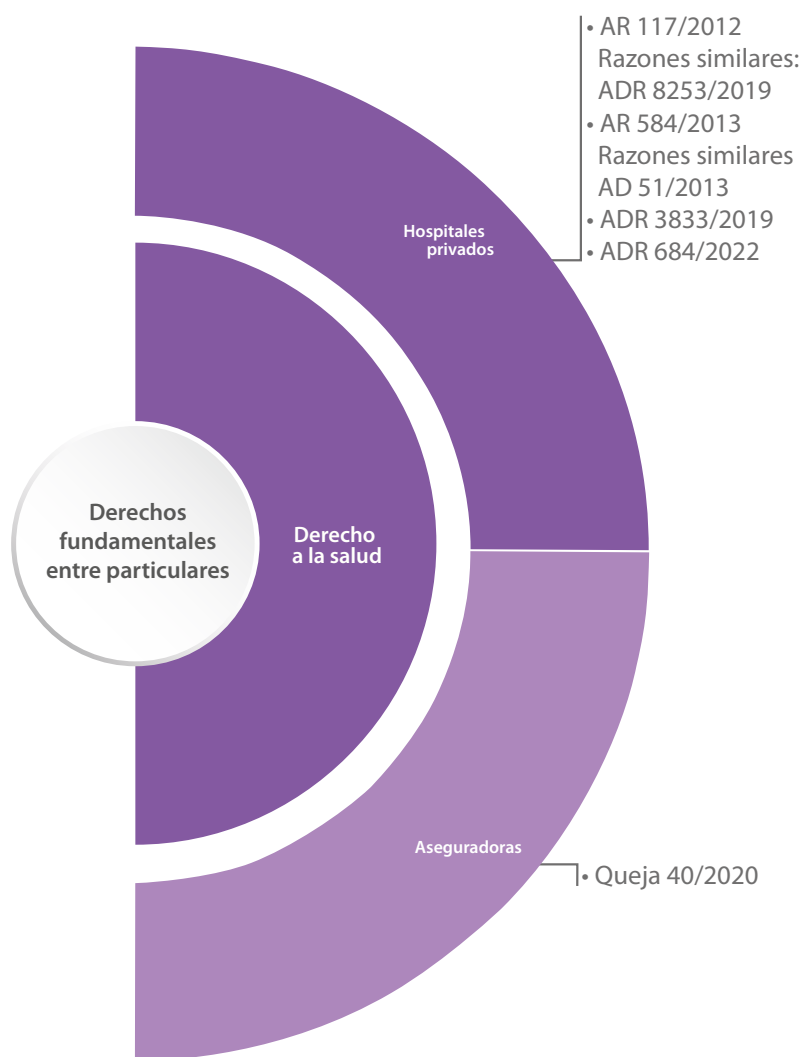 • AR 117/2012
Razones similares:
ADR 8253/2019
• AR 584/2013
Razones similares
AD 51/2013
• ADR 3833/2019
• ADR 684/2022
Hospitales
privados
Derechos
fundamentales
entre particulares
Derecho
a la salud
Aseguradoras
• Queja 40/2020